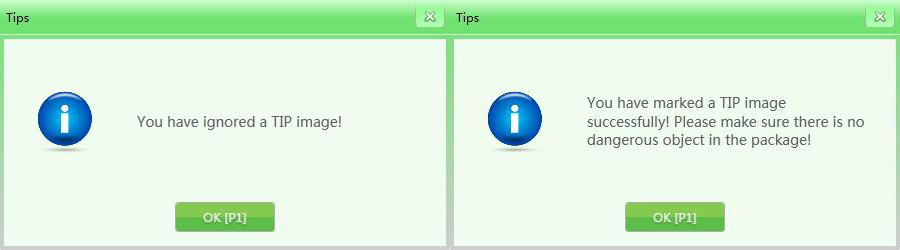 Tips
You have ignored a TIP image!
OK [P1]
Tips
You have marked a TIP image
successfully! Please make sure there is no
dangerous object in the package!
OK [P1]